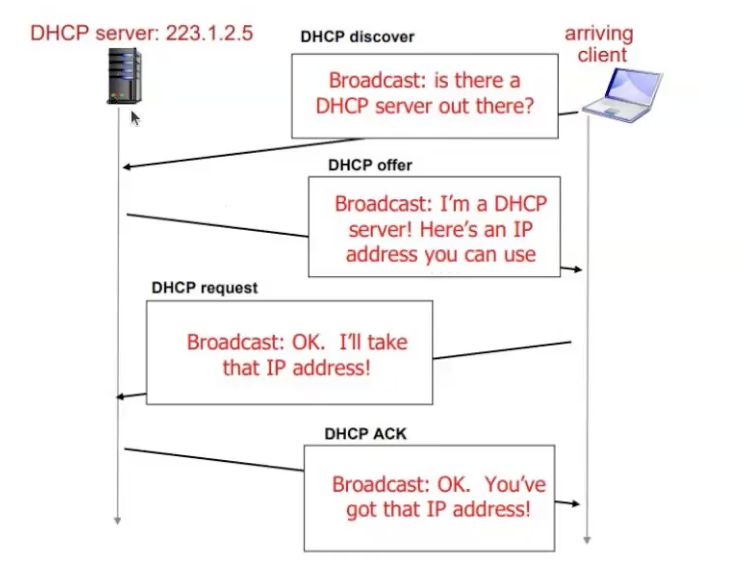 DHCP server: 223.1.2.5
DHCP discover
arriving
client
Broadcast: is there a
DHCP server out there?
DHCP offer
Broadcast: I'm a DHCP
server! Here's an IP
address you can use
DHCP request
Broadcast: OK.  I'll take
that IP address!
DHCP ACK
Broadcast: OK.  You've
got that IP address!